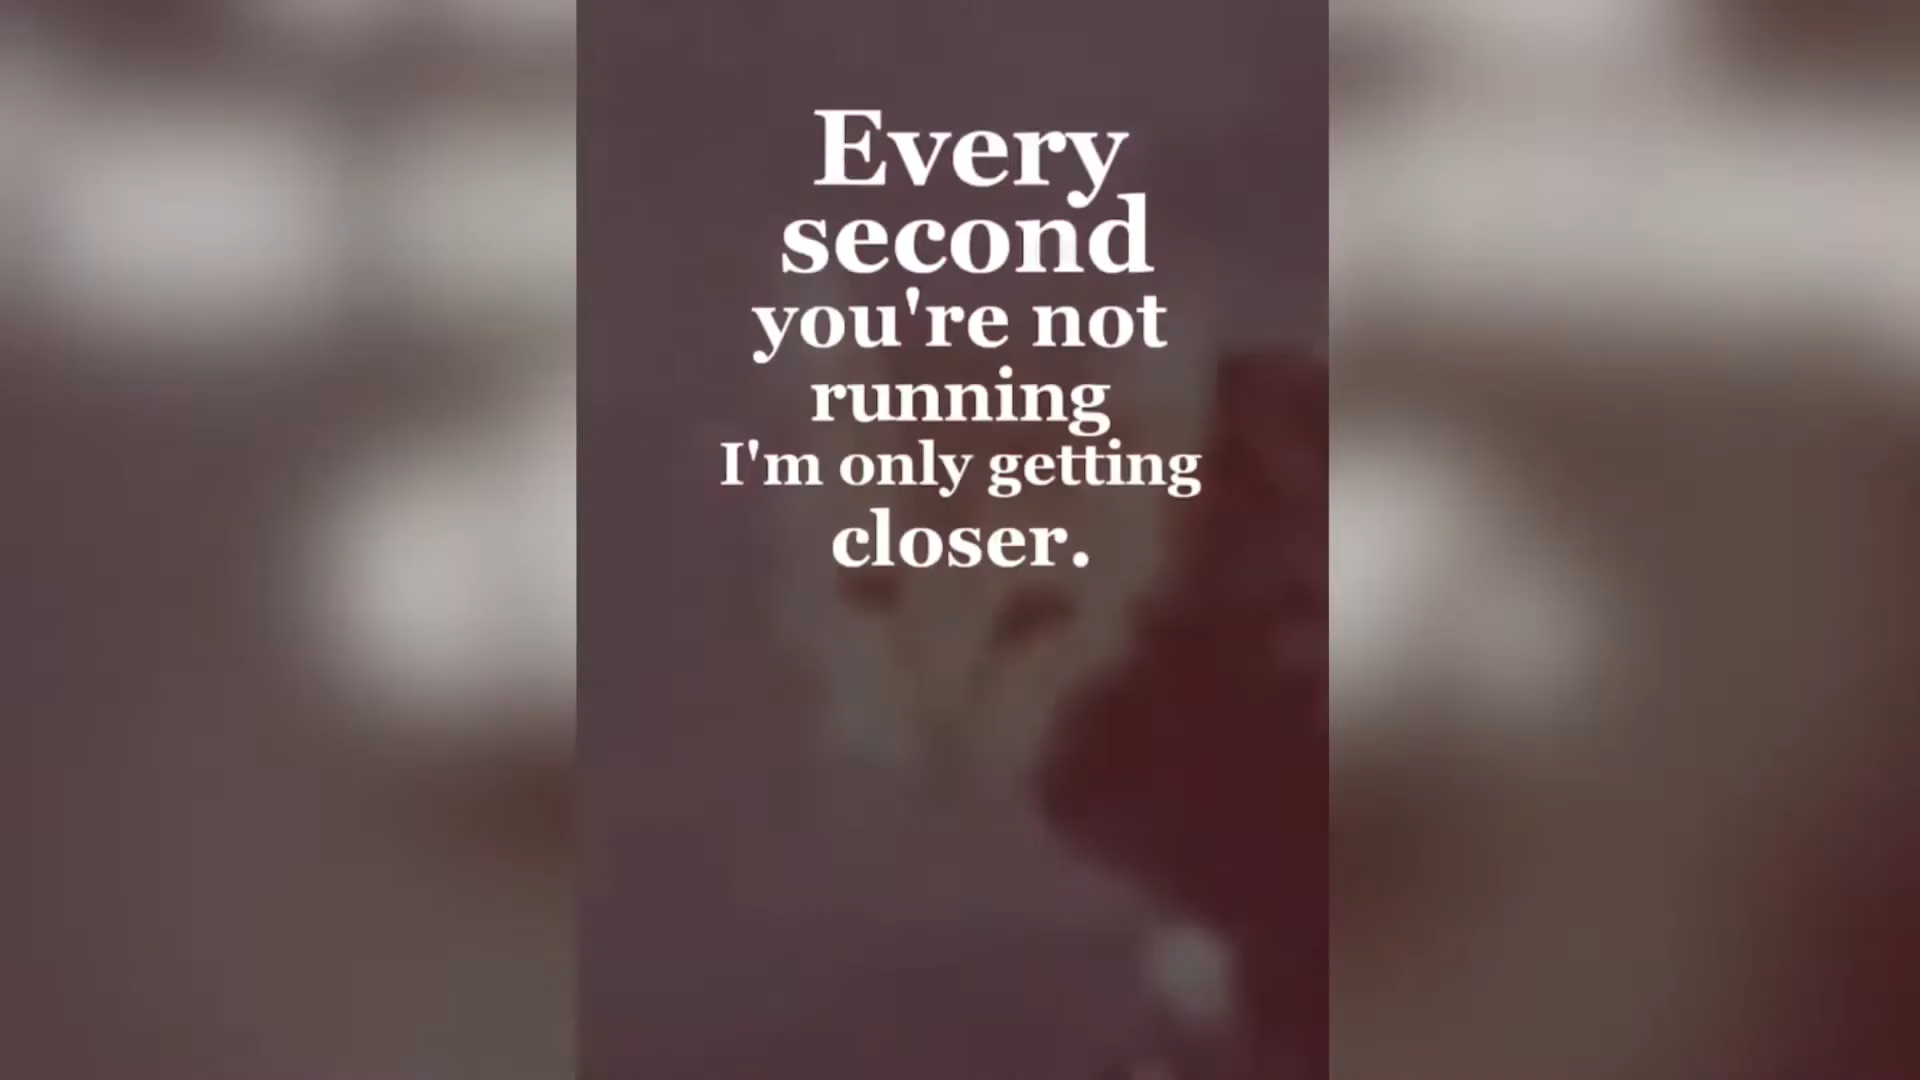 Every
second
you're not
running
I'm only getting
closer.